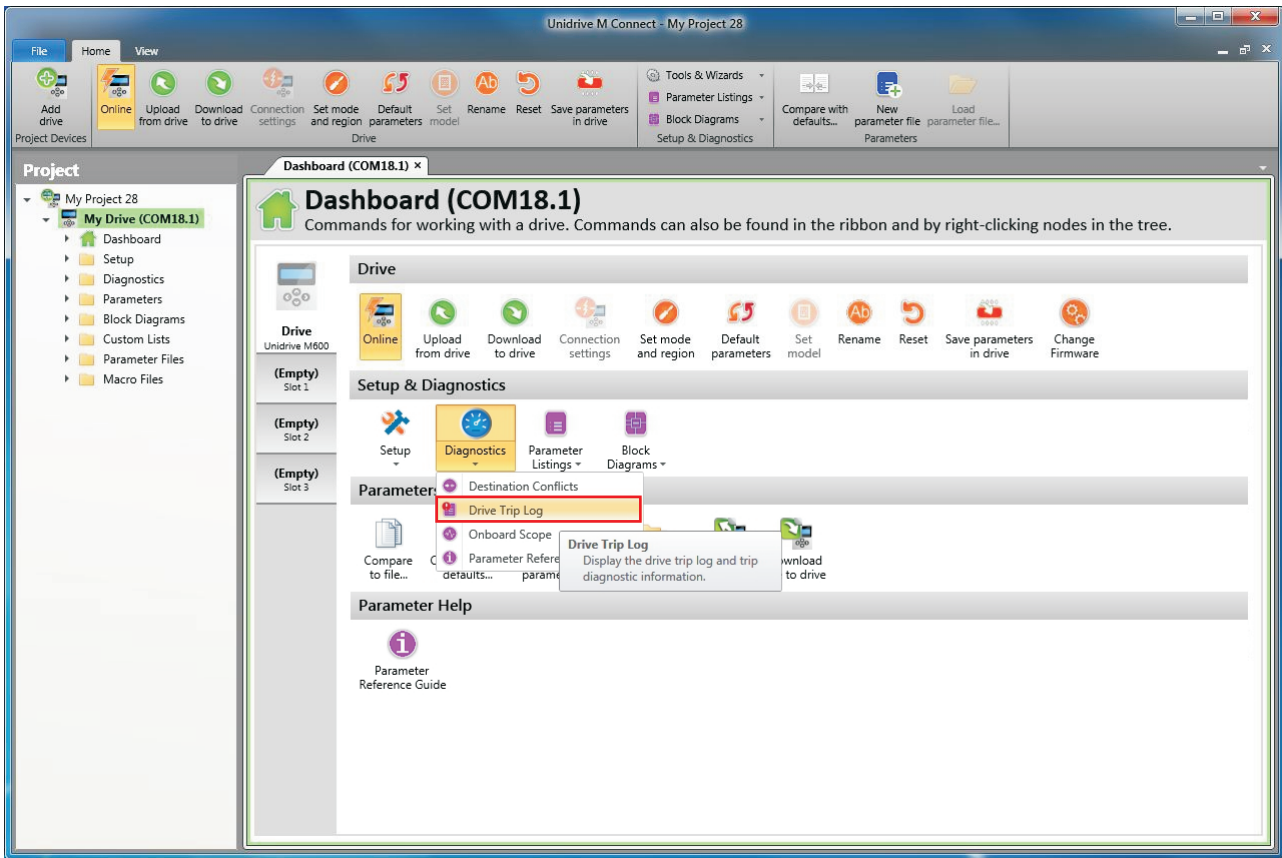 Unidrive M Connect - My Project 28
File Home View
Add drive
Online
Upload from drive
Download to drive
Connection settings
Set mode and region
Default parameters
Set model
Rename
Reset
Save parameters in drive
Tools & Wizards
Parameter Listings
Block Diagrams
Compare with defaults...
New parameter file
Load parameter file...
Project Devices
Drive
Setup & Diagnostics
Parameters
Project
My Project 28
My Drive (COM18.1)
Dashboard
Setup
Diagnostics
Parameters
Block Diagrams
Custom Lists
Parameter Files
Macro Files
Dashboard (COM18.1) ×
Dashboard (COM18.1)
Commands for working with a drive. Commands can also be found in the ribbon and by right-clicking nodes in the tree.
Drive
Unidrive M600
(Empty)
Slot 1
(Empty)
Slot 2
(Empty)
Slot 3
Drive
Online
Upload from drive
Download to drive
Connection settings
Set mode and region
Default parameters
Set model
Rename
Reset
Save parameters in drive
Change Firmware
Setup & Diagnostics
Setup
Diagnostics
Parameter Listings
Block Diagrams
Destination Conflicts
Drive Trip Log
Onboard Scope
Parameter Refere
Drive Trip Log
Display the drive trip log and trip
diagnostic information.
Parameter
Compare to file...
defaults...
parame
wnload
to drive
Parameter Help
Parameter
Reference Guide